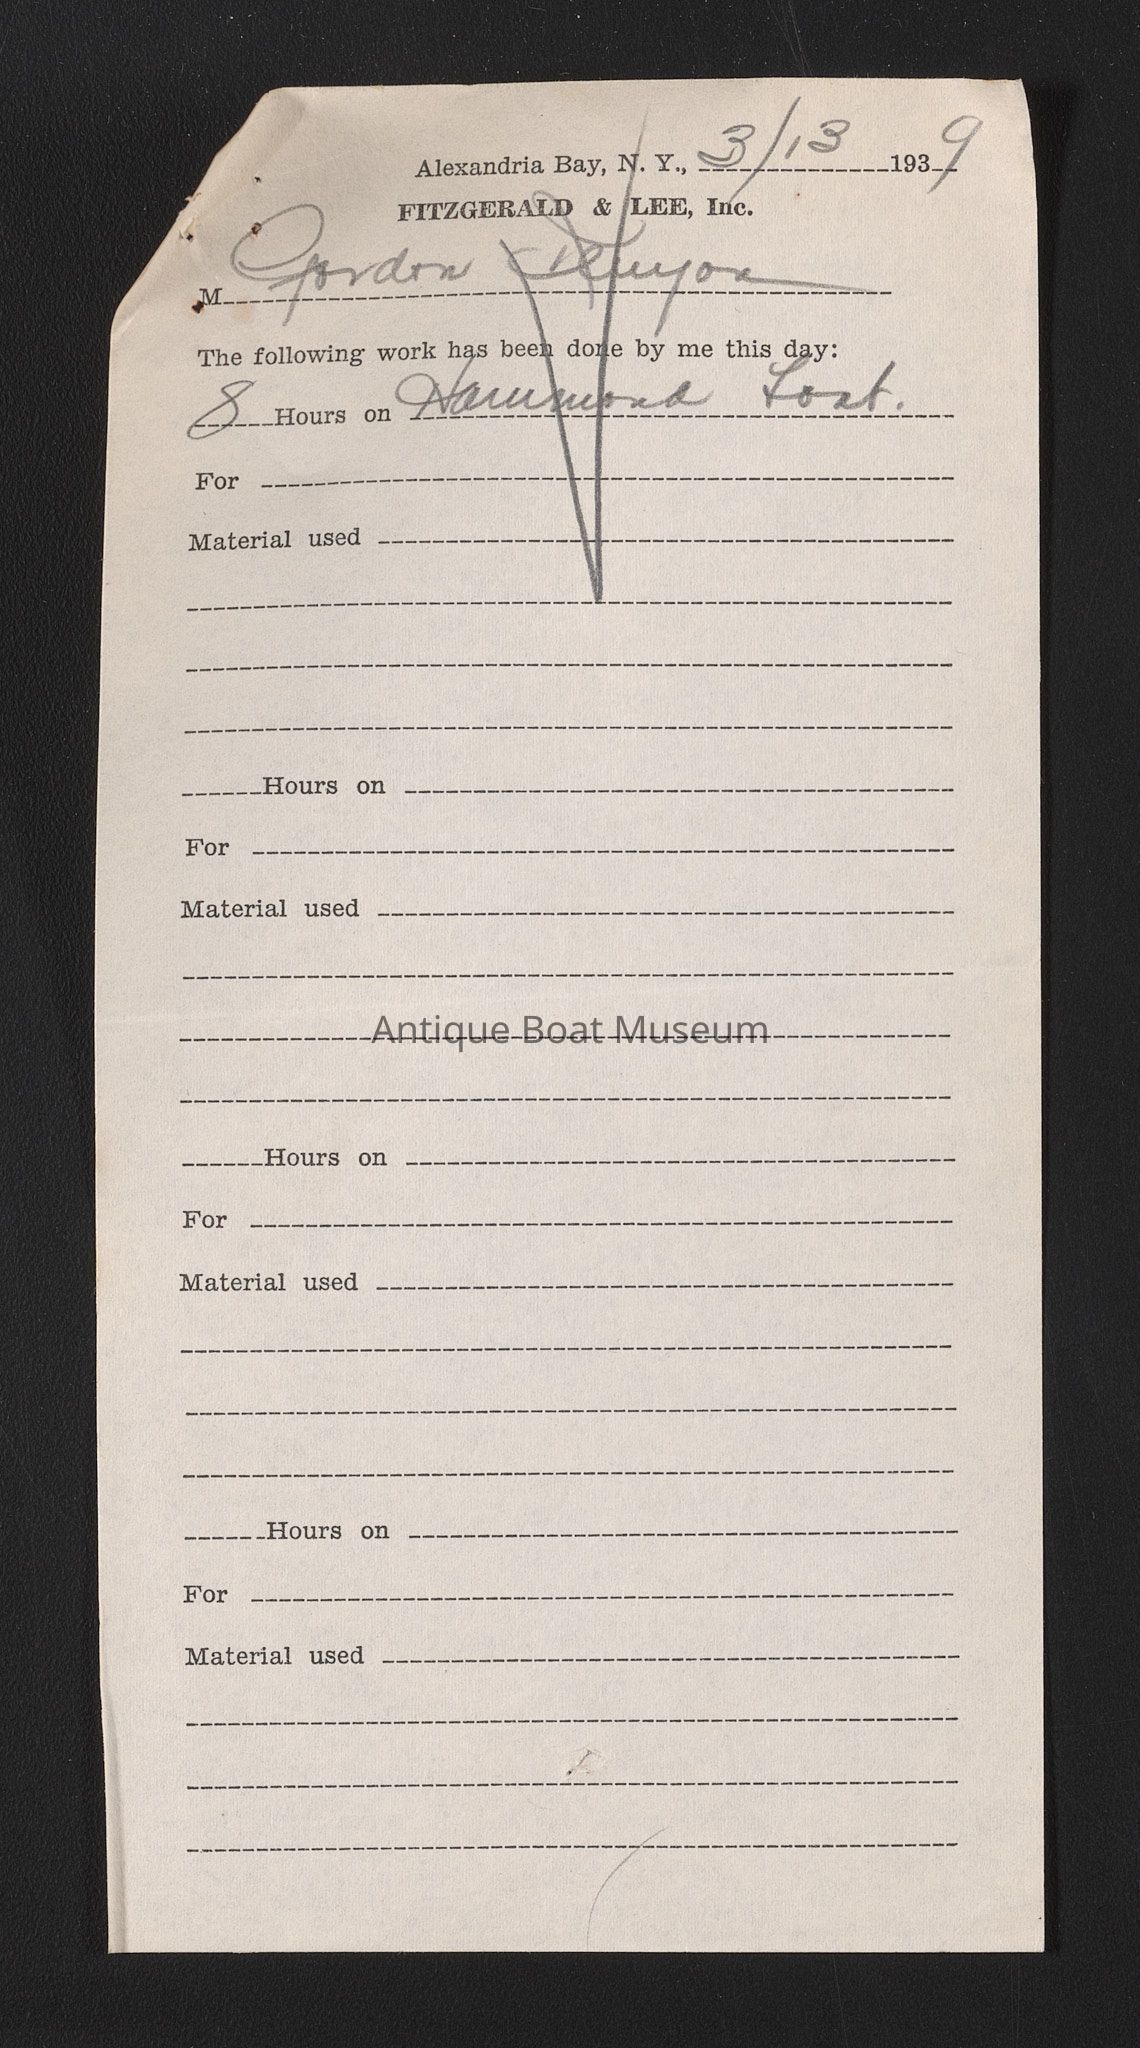 Alexandria Bay, N. Y., 3/13 1939
FITZGERALD & LEE, Inc.
M Gordon Kenyon
The following work has been done by me this day:
8 Hours on Hammond boat.
For
Material used
Hours on
For
Material used
Antique Boat Museum
Hours on
For
Material used
Hours on
For
Material used